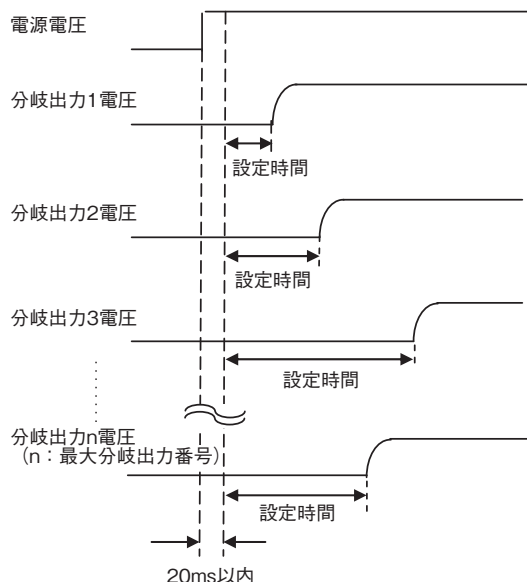 電源電圧
分岐出力1電圧
設定時間
分岐出力2電圧
設定時間
分岐出力3電圧
設定時間
分岐出力n電圧
（n：最大分岐出力番号）
設定時間
20ms以内